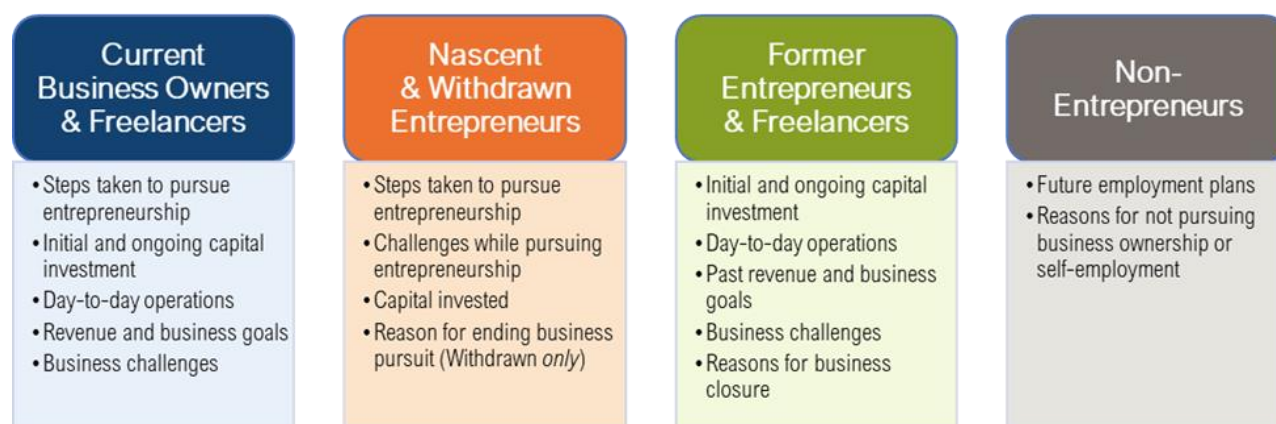 Current
Business Owners
& Freelancers
• Steps taken to pursue
entrepreneurship
• Initial and ongoing capital
investment
• Day-to-day operations
• Revenue and business goals
• Business challenges
Nascent
& Withdrawn
Entrepreneurs
• Steps taken to pursue
entrepreneurship
• Challenges while pursuing
entrepreneurship
• Capital invested
• Reason for ending business
pursuit (Withdrawn only)
Former
Entrepreneurs
& Freelancers
• Initial and ongoing capital
investment
• Day-to-day operations
• Past revenue and business
goals
• Business challenges
• Reasons for business
closure
Non-
Entrepreneurs
• Future employment plans
• Reasons for not pursuing
business ownership or
self-employment